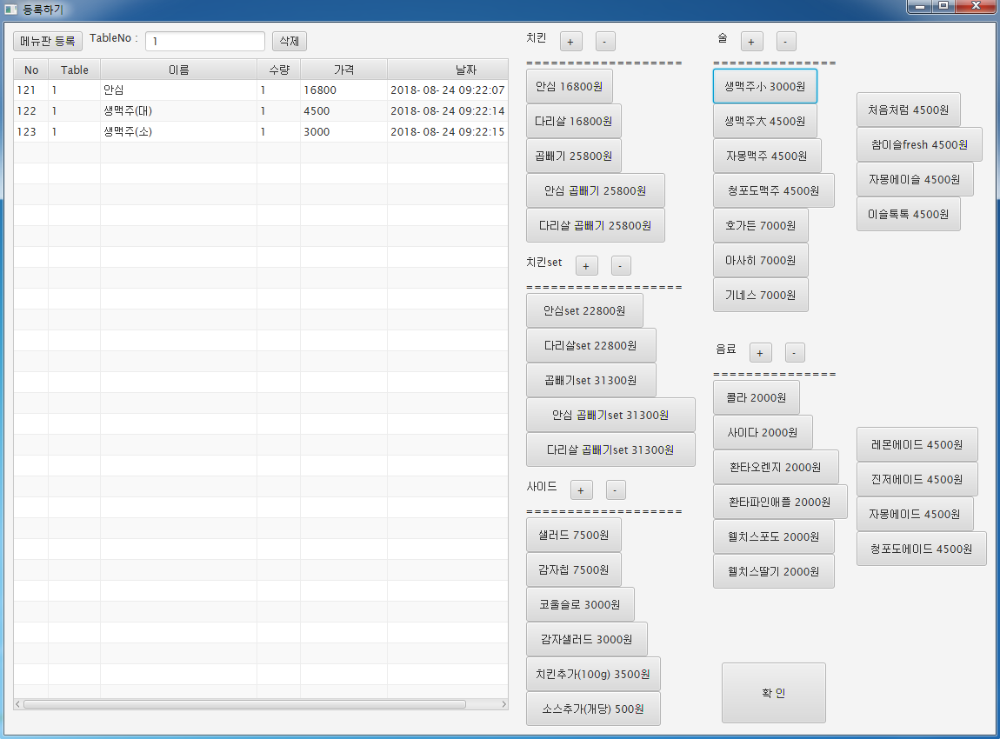 등록하기
메뉴판 등록 TableNo : 1 삭제
No Table 이름 수량 가격 날짜
121 1 안심 1 16800 2018- 08- 24 09:22:07
122 1 생맥주(대) 1 4500 2018- 08- 24 09:22:14
123 1 생맥주(소) 1 3000 2018- 08- 24 09:22:15
치킨 + -
===================
안심 16800원
다리살 16800원
곱빼기 25800원
안심 곱빼기 25800원
다리살 곱빼기 25800원
치킨set + -
===================
안심set 22800원
다리살set 22800원
곱빼기set 31300원
안심 곱빼기set 31300원
다리살 곱빼기set 31300원
사이드 + -
===================
샐러드 7500원
감자칩 7500원
코울슬로 3000원
감자샐러드 3000원
치킨추가(100g) 3500원
소스추가(개당) 500원
술 + -
===============
생맥주小 3000원
생맥주大 4500원
자몽맥주 4500원
청포도맥주 4500원
호가든 7000원
아사히 7000원
기네스 7000원
처음처럼 4500원
참이슬fresh 4500원
자몽에이슬 4500원
이슬톡톡 4500원
음료 + -
===============
콜라 2000원
사이다 2000원
환타오렌지 2000원
환타파인애플 2000원
웰치스포도 2000원
웰치스딸기 2000원
레몬에이드 4500원
진저에이드 4500원
자몽에이드 4500원
청포도에이드 4500원
확 인